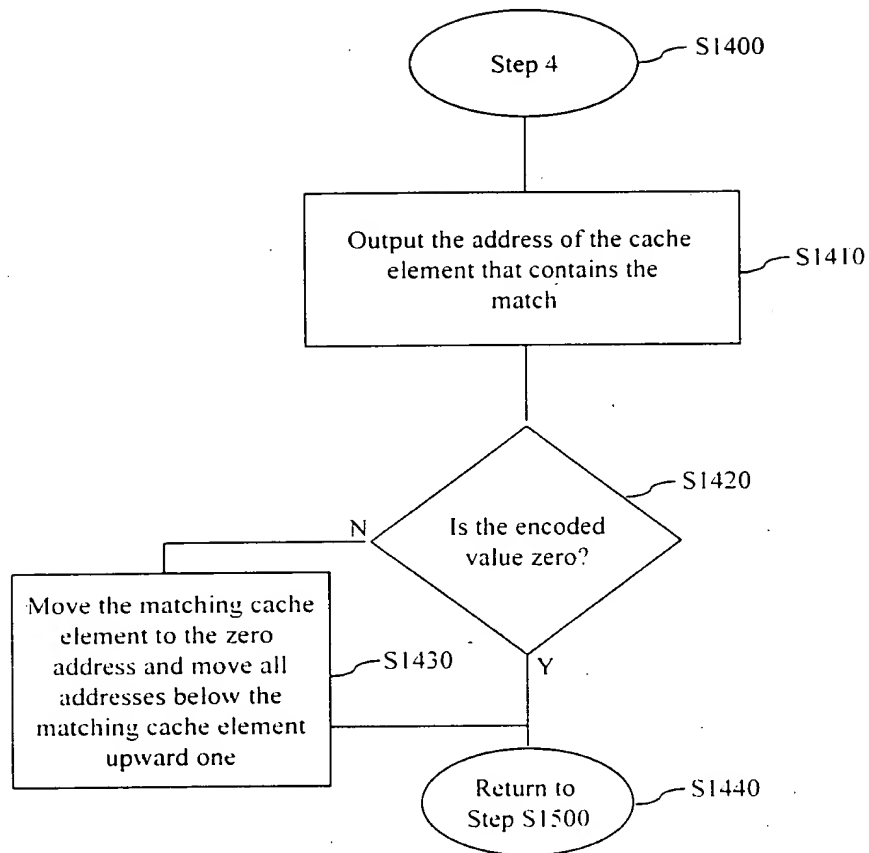 Step 4
S1400
Output the address of the cache
element that contains the
match
S1410
Is the encoded
value zero?
S1420
N
Y
Move the matching cache
element to the zero
address and move all
addresses below the
matching cache element
upward one
S1430
Return to
Step S1500
S1440